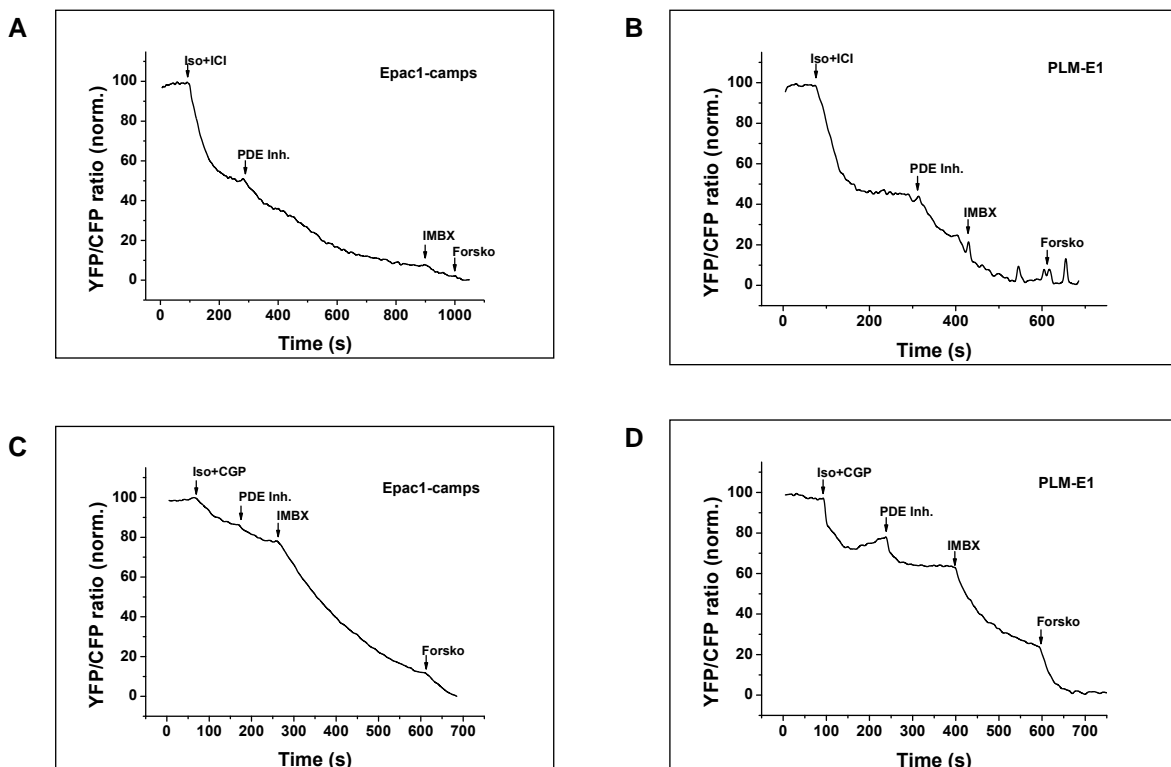 A
Iso+ICI
Epac1-camps
PDE Inh.
IMBX
Forsko
YFP/CFP ratio (norm.)
100
80
60
40
20
0
0 200 400 600 800 1000
Time (s)
B
Iso+ICI
PLM-E1
PDE Inh.
IMBX
Forsko
YFP/CFP ratio (norm.)
100
80
60
40
20
0
0 200 400 600
Time (s)
C
Iso+CGP
Epac1-camps
PDE Inh.
IMBX
Forsko
YFP/CFP ratio (norm.)
100
80
60
40
20
0
0 100 200 300 400 500 600 700
Time (s)
D
Iso+CGP
PLM-E1
PDE Inh.
IMBX
Forsko
YFP/CFP ratio (norm.)
100
80
60
40
20
0
0 100 200 300 400 500 600 700
Time (s)